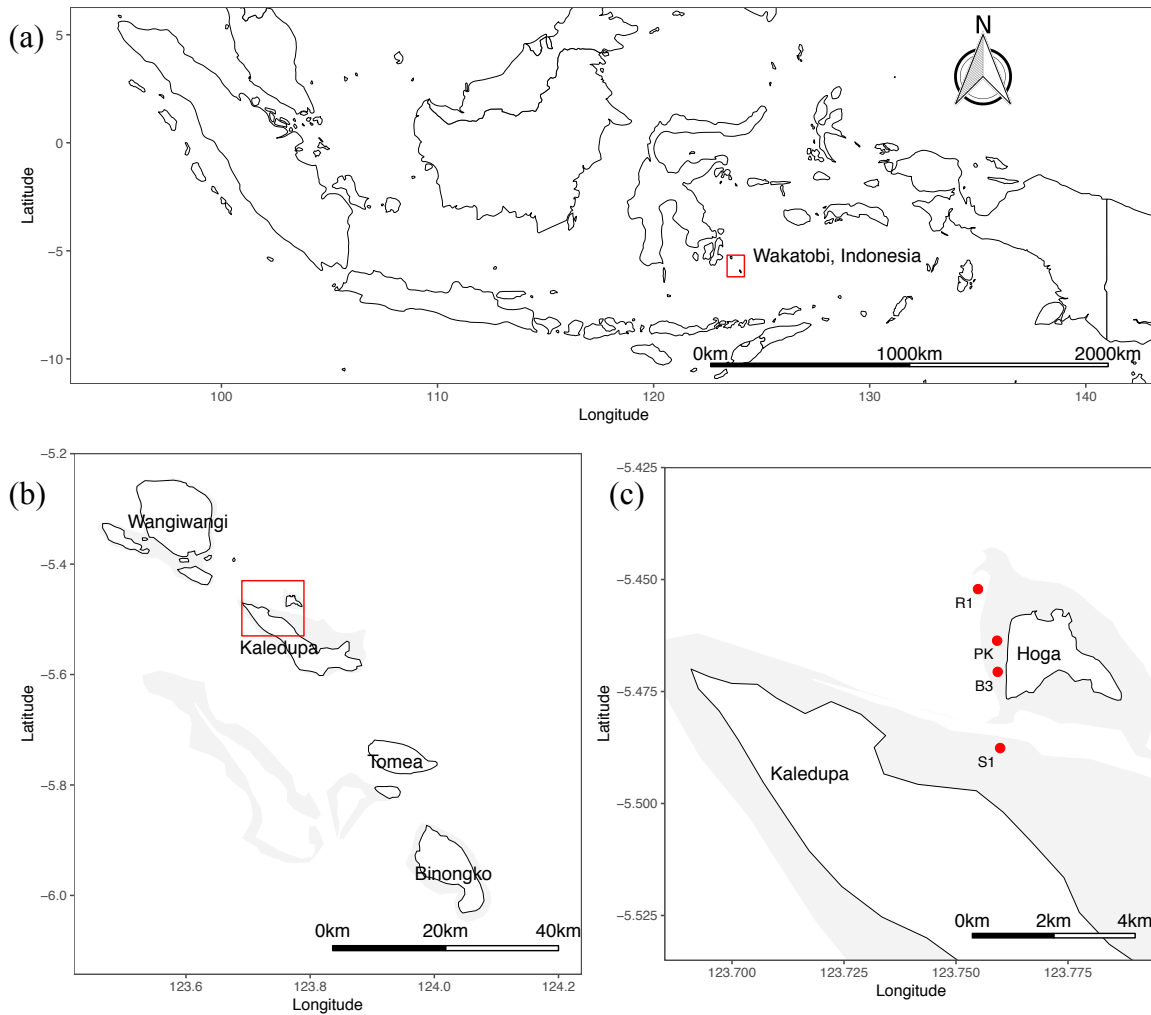 (a)
N
5
0
−5
−10
Latitude
Wakatobi, Indonesia
0km 1000km 2000km
100 110 120 130 140
Longitude
(b)
−5.2
−5.4
−5.6
−5.8
−6.0
Latitude
Wangiwangi
Kaledupa
Tomea
Binongko
0km 20km 40km
123.6 123.8 124.0 124.2
Longitude
(c)
−5.425
−5.450
−5.475
−5.500
−5.525
Latitude
R1
PK
Hoga
B3
S1
Kaledupa
0km 2km 4km
123.700 123.725 123.750 123.775
Longitude